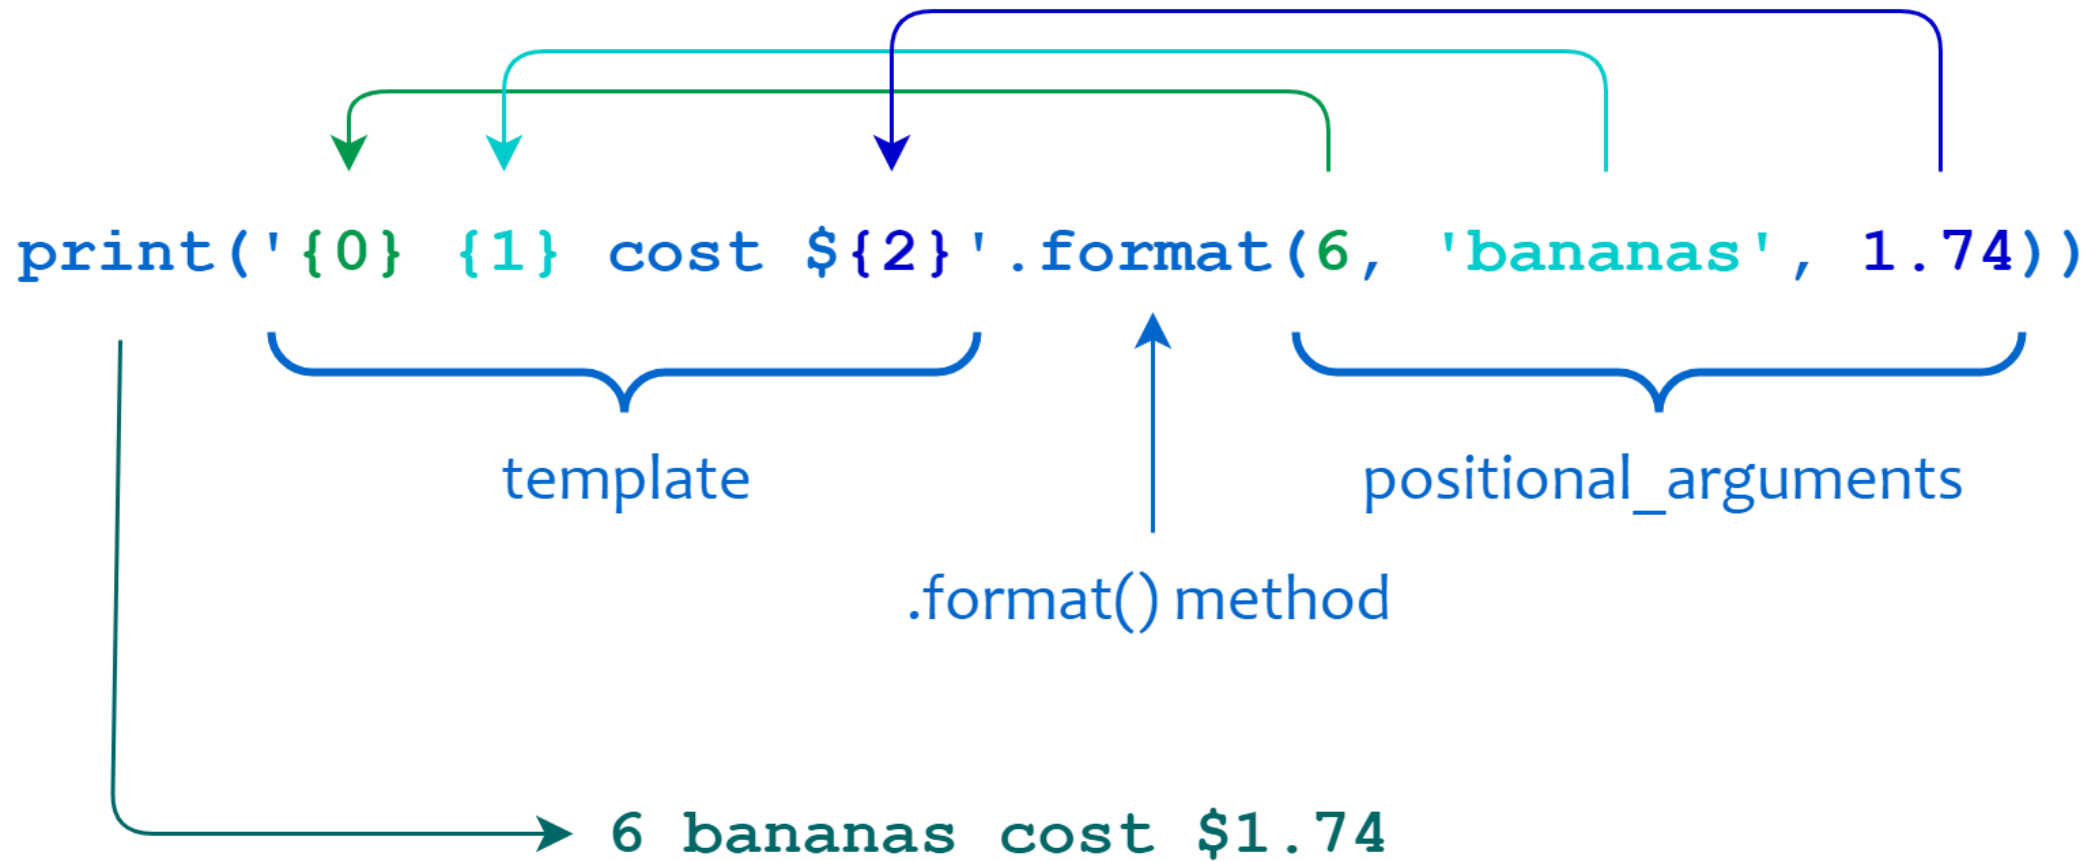 print('{0} {1} cost ${2}'.format(6, 'bananas', 1.74))
template
positional_arguments
.format() method
6 bananas cost $1.74